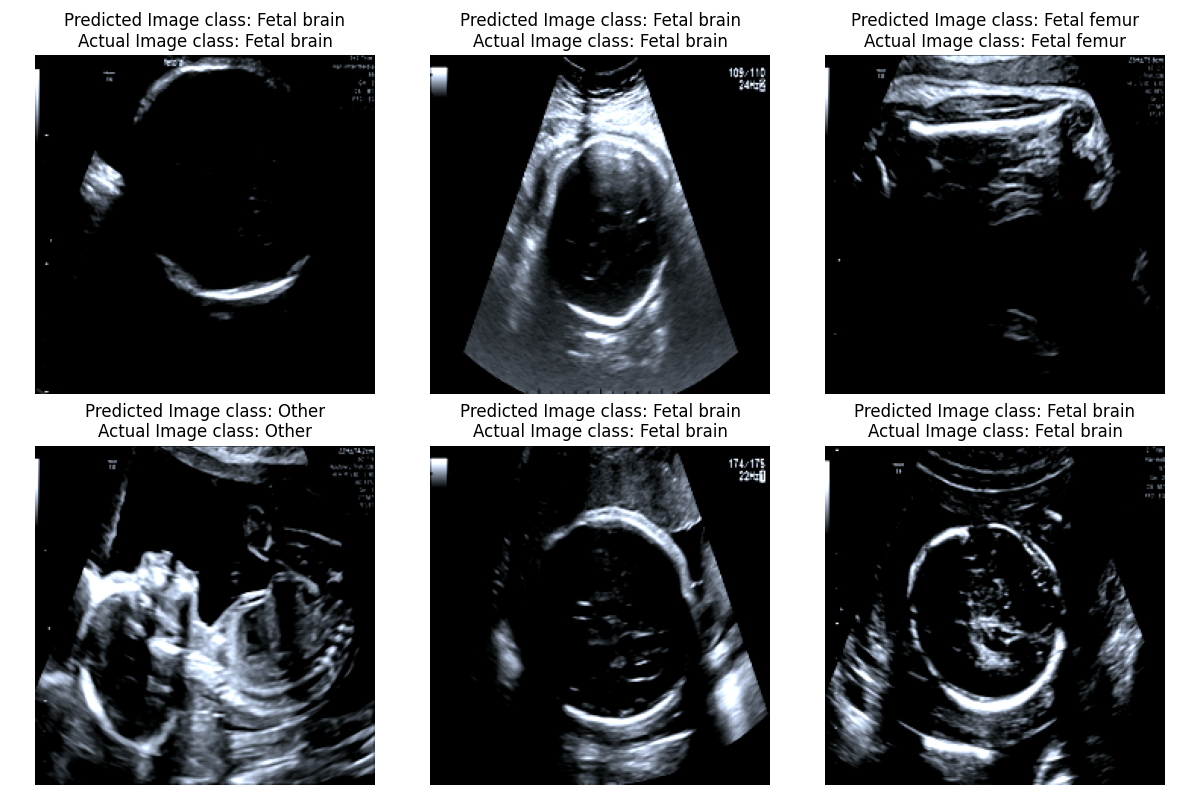 Predicted Image class: Fetal brain
Actual Image class: Fetal brain
Predicted Image class: Fetal brain
Actual Image class: Fetal brain
Predicted Image class: Fetal femur
Actual Image class: Fetal femur
109/110
24Hz
Predicted Image class: Other
Actual Image class: Other
Predicted Image class: Fetal brain
Actual Image class: Fetal brain
Predicted Image class: Fetal brain
Actual Image class: Fetal brain
174/175
22Hz